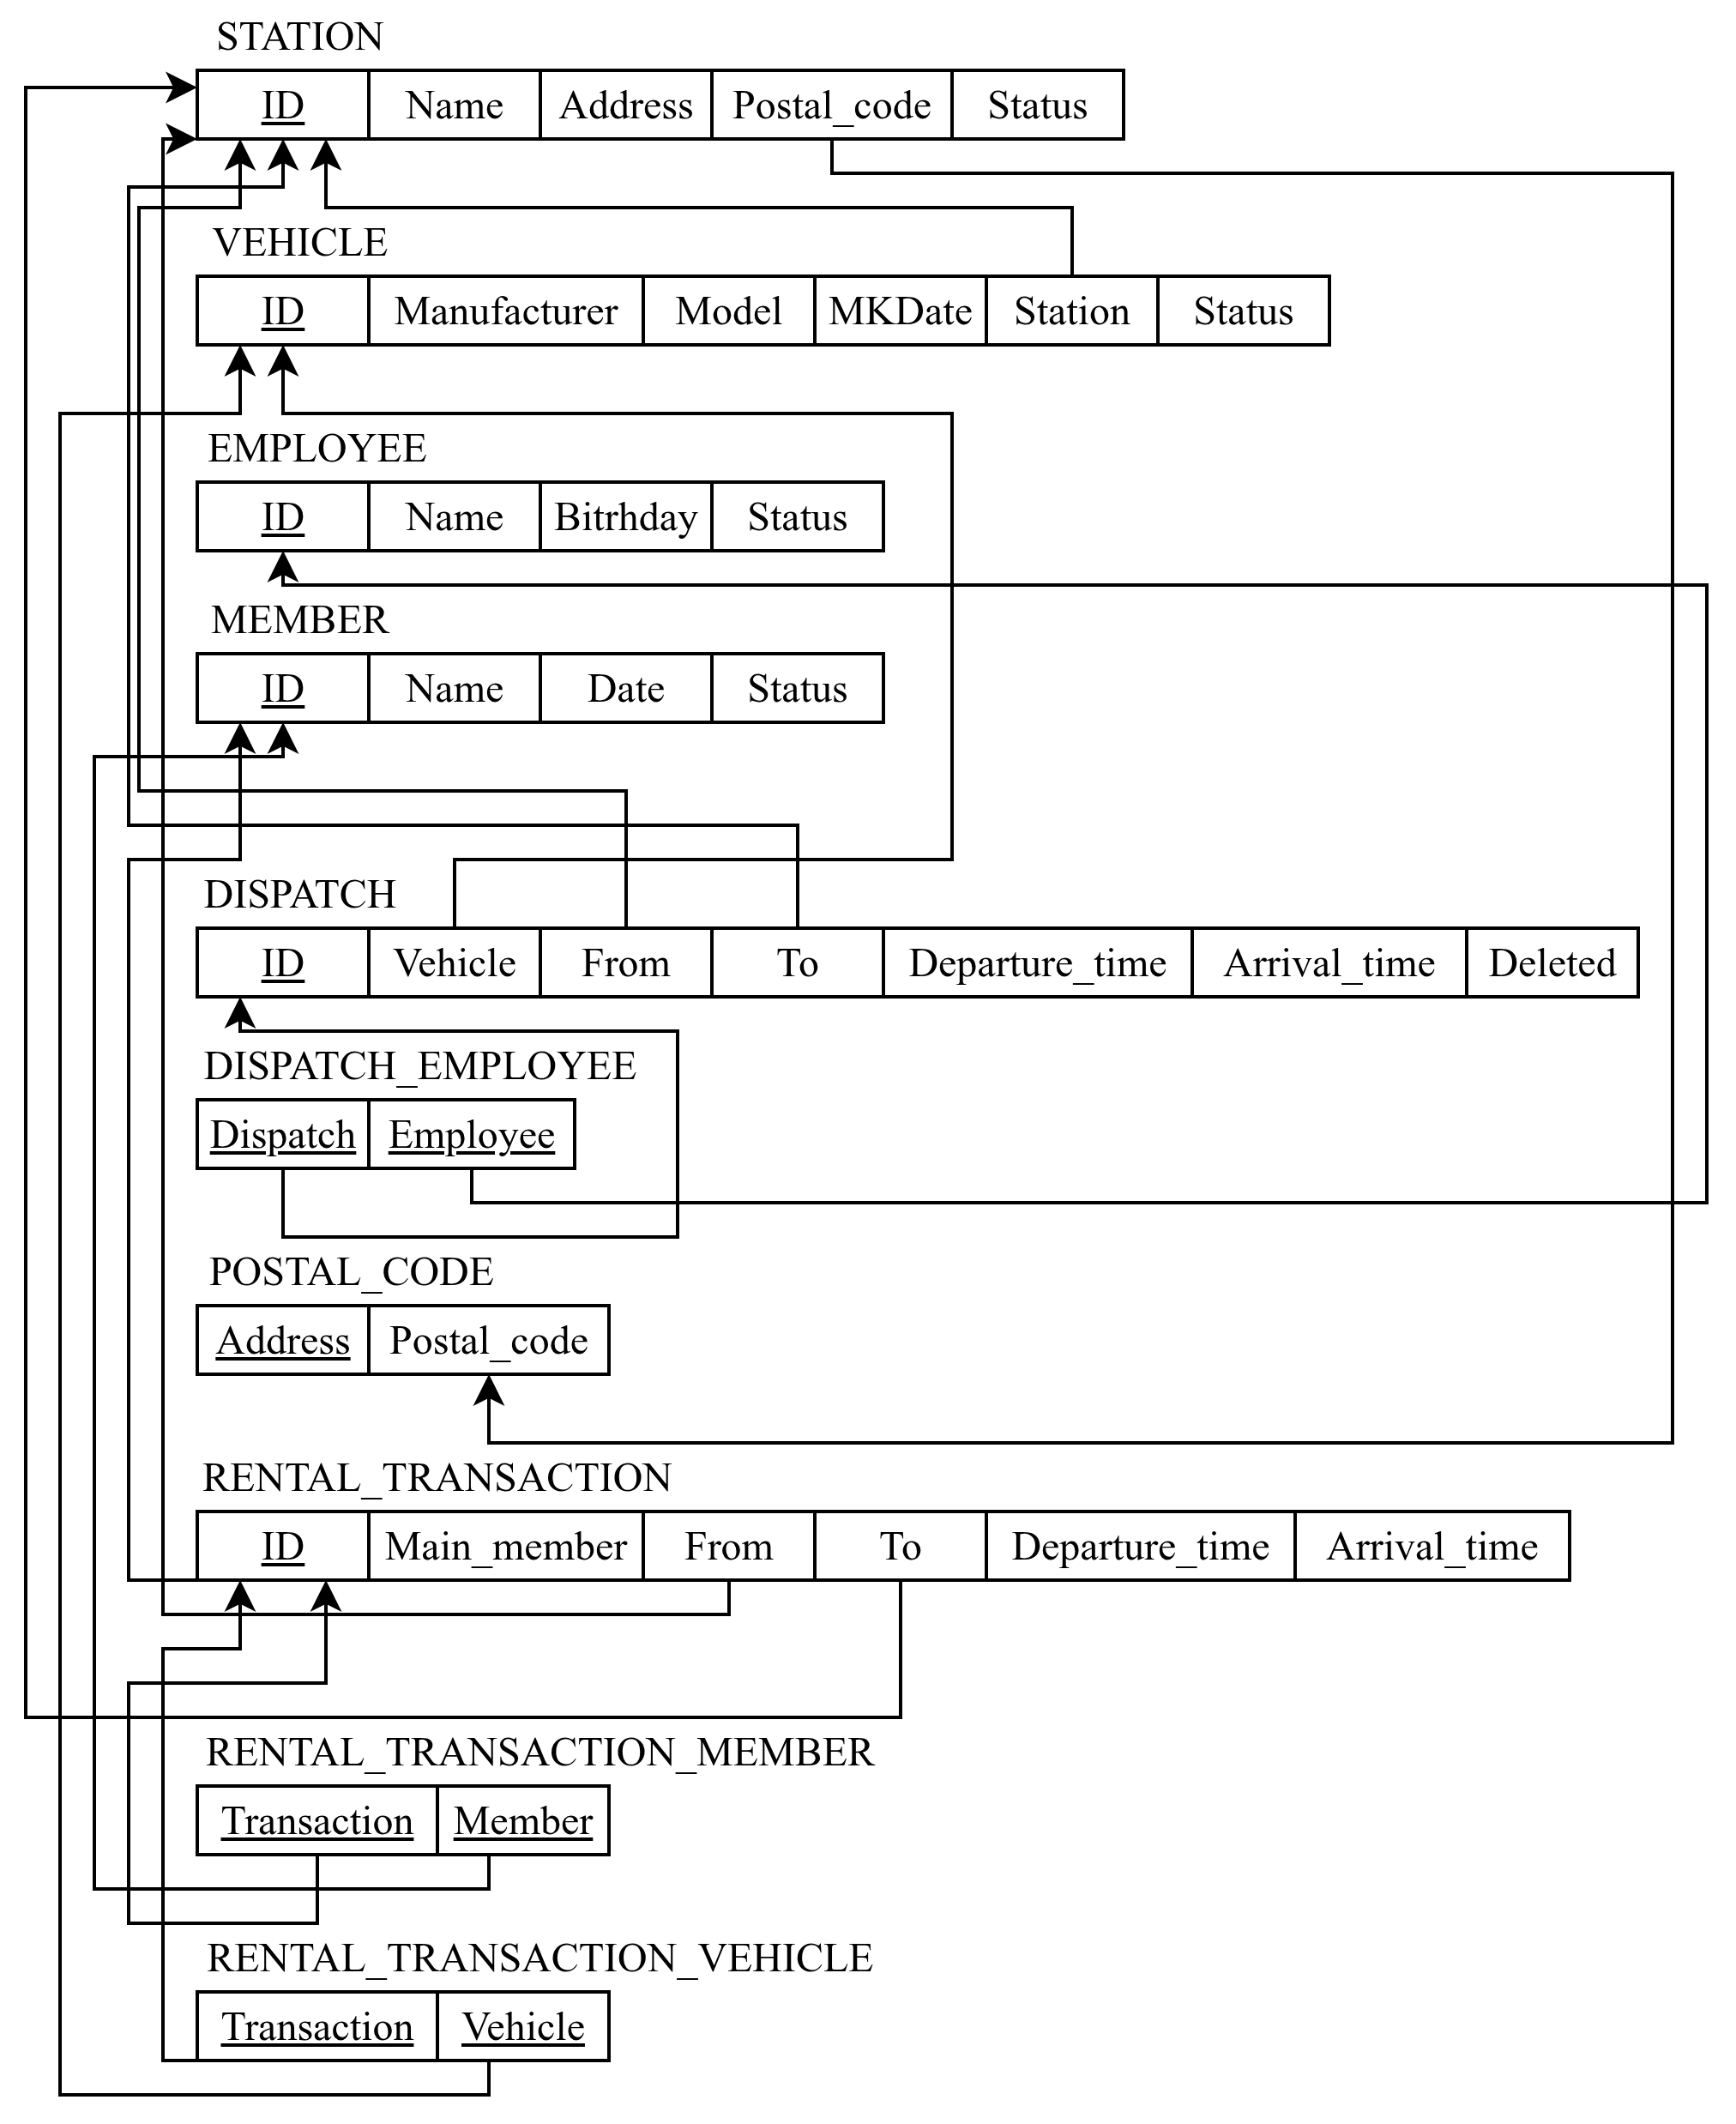 STATION
ID Name Address Postal_code Status
VEHICLE
ID Manufacturer Model MKDate Station Status
EMPLOYEE
ID Name Bitrhday Status
MEMBER
ID Name Date Status
DISPATCH
ID Vehicle From To Departure_time Arrival_time Deleted
DISPATCH_EMPLOYEE
Dispatch Employee
POSTAL_CODE
Address Postal_code
RENTAL_TRANSACTION
ID Main_member From To Departure_time Arrival_time
RENTAL_TRANSACTION_MEMBER
Transaction Member
RENTAL_TRANSACTION_VEHICLE
Transaction Vehicle